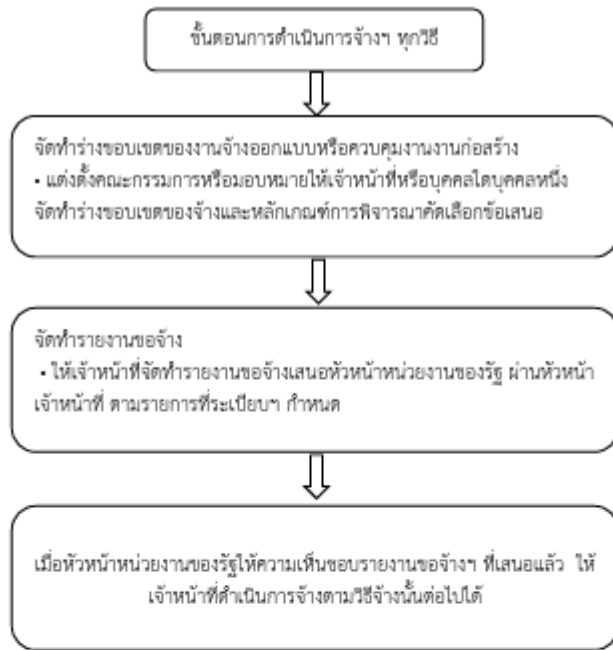 ขั้นตอนการดำเนินการจ้างฯ ทุกวิธี
จัดทำร่างขอบเขตของงานจ้างออกแบบหรือควบคุมงานงานก่อสร้าง
• แต่งตั้งคณะกรรมการหรือมอบหมายให้เจ้าหน้าที่หรือบุคคลใดบุคคลหนึ่ง
จัดทำร่างขอบเขตของจ้างและหลักเกณฑ์การพิจารณาคัดเลือกข้อเสนอ
จัดทำรายงานขอจ้าง
• ให้เจ้าหน้าที่จัดทำรายงานขอจ้างเสนอหัวหน้าหน่วยงานของรัฐ ผ่านหัวหน้า
เจ้าหน้าที่ ตามรายการที่ระเบียบฯ กำหนด
เมื่อหัวหน้าหน่วยงานของรัฐให้ความเห็นชอบรายงานขอจ้างฯ ที่เสนอแล้ว ให้
เจ้าหน้าที่ดำเนินการจ้างตามวิธีจ้างนั้นต่อไปได้